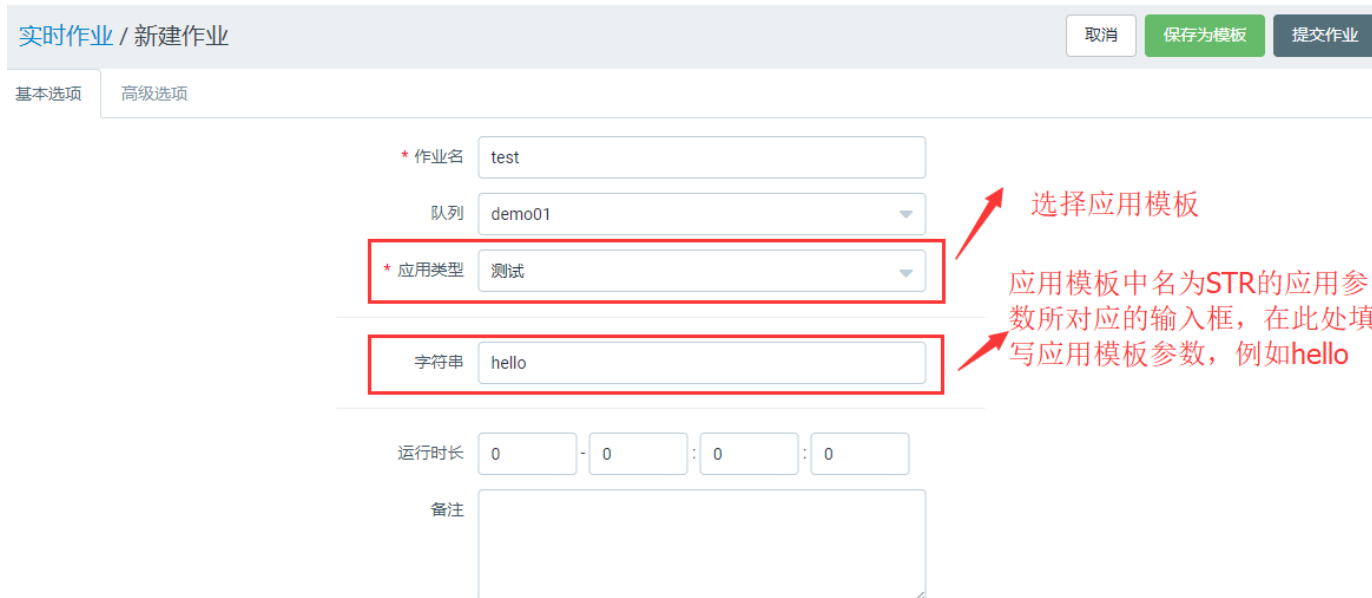 实时作业 / 新建作业
取消
保存为模板
提交作业
基本选项
高级选项
* 作业名
test
队列
demo01
* 应用类型
测试
选择应用模板
应用模板中名为STR的应用参
数所对应的输入框，在此处填
写应用模板参数，例如hello
字符串
hello
运行时长
0 - 0 : 0 : 0
备注